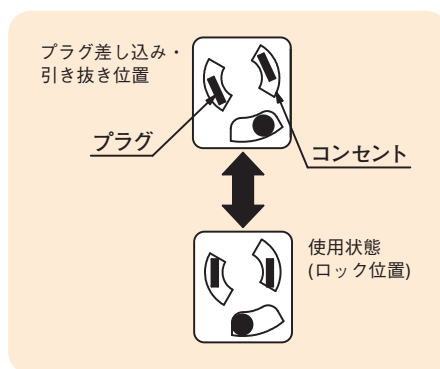 プラグ差し込み・
引き抜き位置
プラグ
コンセント
使用状態
(ロック位置)